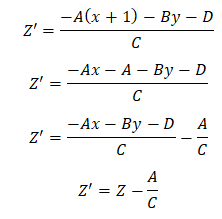 Z' = (-A(x + 1) - By - D) / C
Z' = (-Ax - A - By - D) / C
Z' = (-Ax - By - D) / C - A / C
Z' = Z - A / C